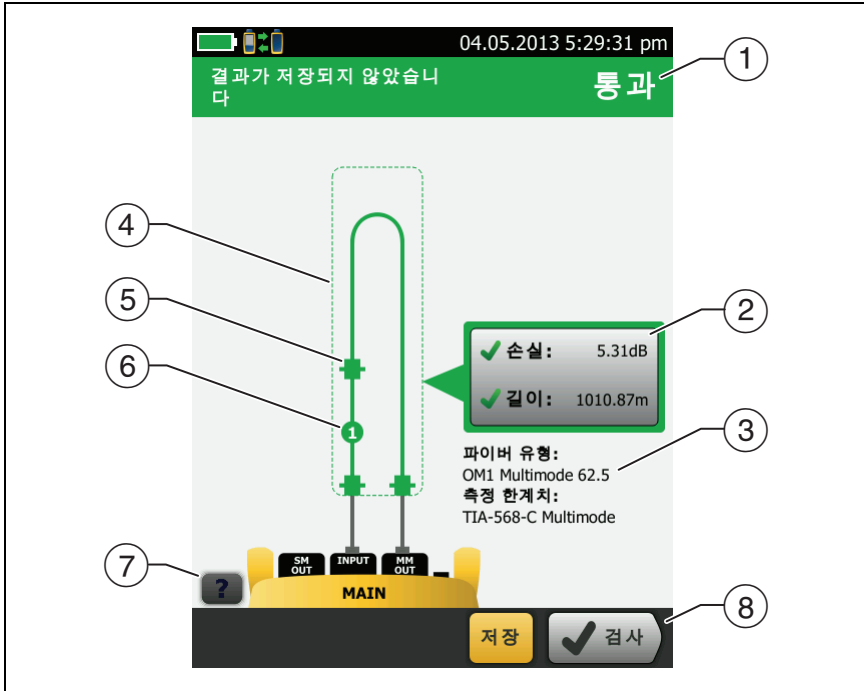 04.05.2013 5:29:31 pm
결과가 저장되지 않았습니
다
통과
1
4
5
6
2
✓ 손실: 5.31dB
✓ 길이: 1010.87m
1
3
파이버 유형:
OM1 Multimode 62.5
측정 한계치:
TIA-568-C Multimode
SM
OUT
INPUT
MM
OUT
MAIN
7
?
저장
검사
8